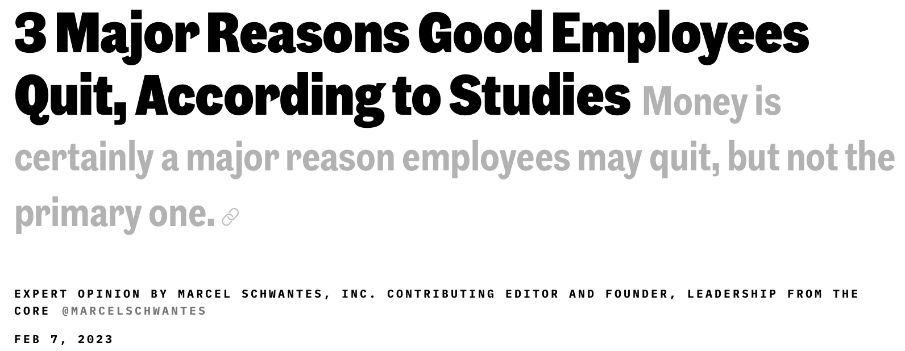 3 Major Reasons Good Employees
Quit, According to Studies Money is
certainly a major reason employees may quit, but not the
primary one.
EXPERT OPINION BY MARCEL SCHWANTES, INC. CONTRIBUTING EDITOR AND FOUNDER, LEADERSHIP FROM THE
CORE @MARCELSCHWANTES
FEB 7, 2023